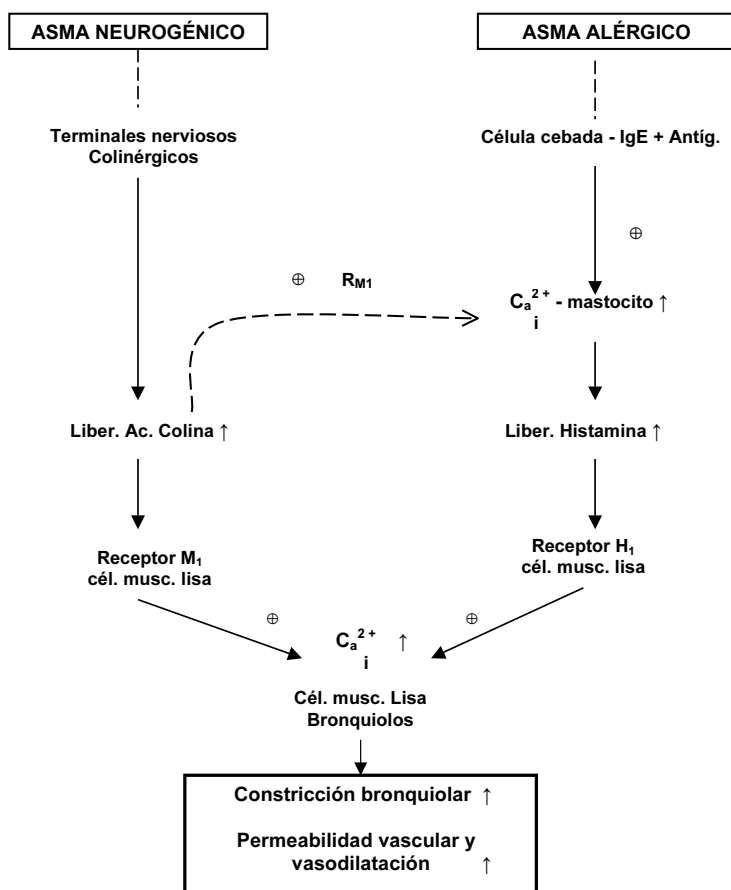 ASMA NEUROGÉNICO
ASMA ALÉRGICO
Terminales nerviosos
Colinérgicos
Célula cebada - IgE + Antíg.
⊕
⊕ R_M1
Ca²⁺ - mastocito ↑
i
Liber. Ac. Colina ↑
Liber. Histamina ↑
Receptor M₁
cél. musc. lisa
Receptor H₁
cél. musc. lisa
⊕
⊕
Ca²⁺ ↑
i
Cél. musc. Lisa
Bronquiolos
Constricción bronquiolar ↑
Permeabilidad vascular y
vasodilatación ↑